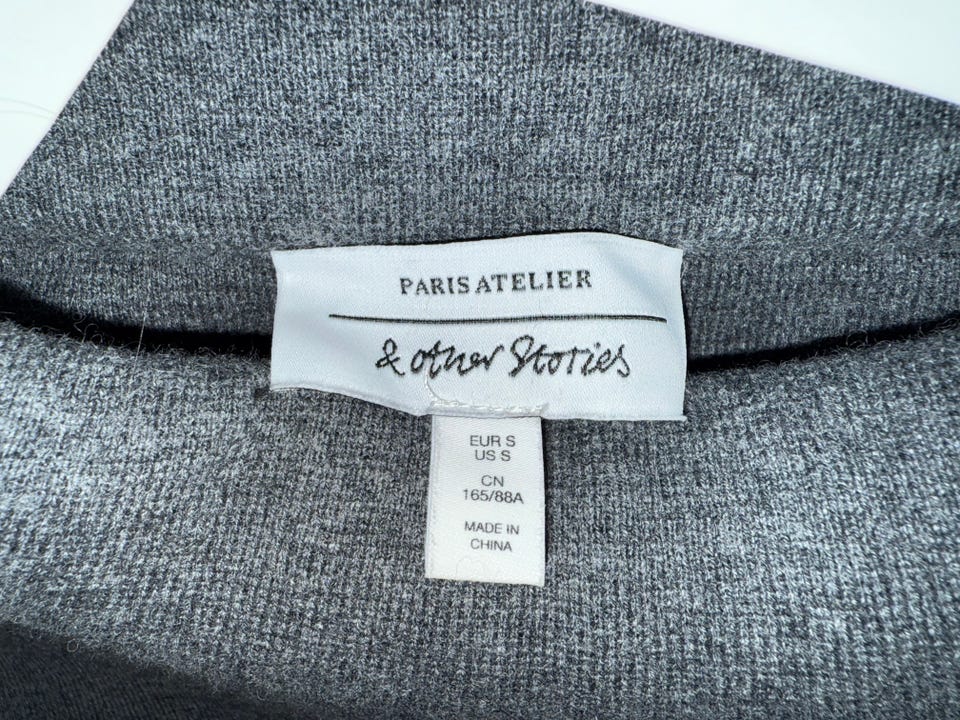 PARIS ATELIER
& other Stories
EUR S
US S
CN
165/88A
MADE IN
CHINA